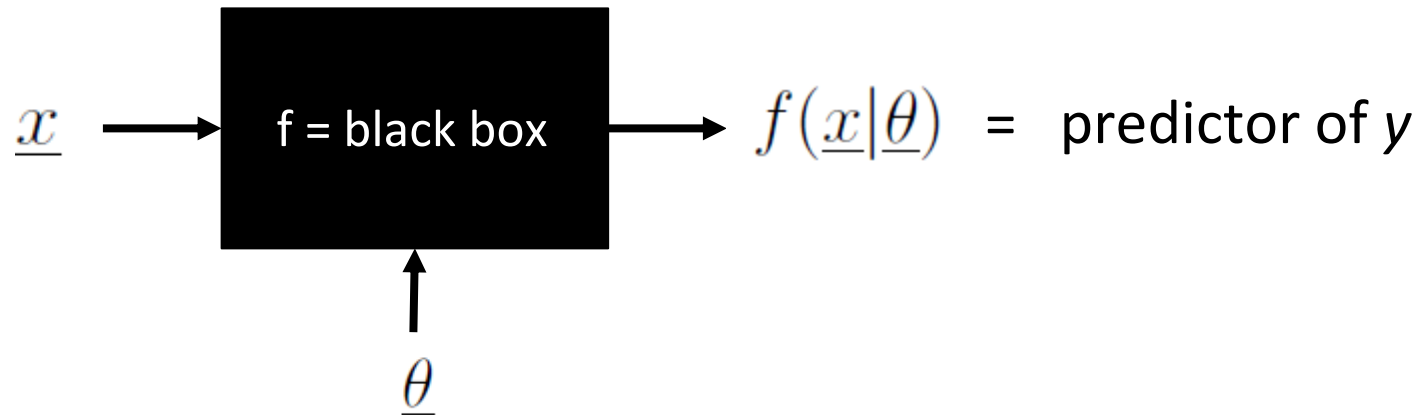 x f = black box f(x|θ) = predictor of y
θ